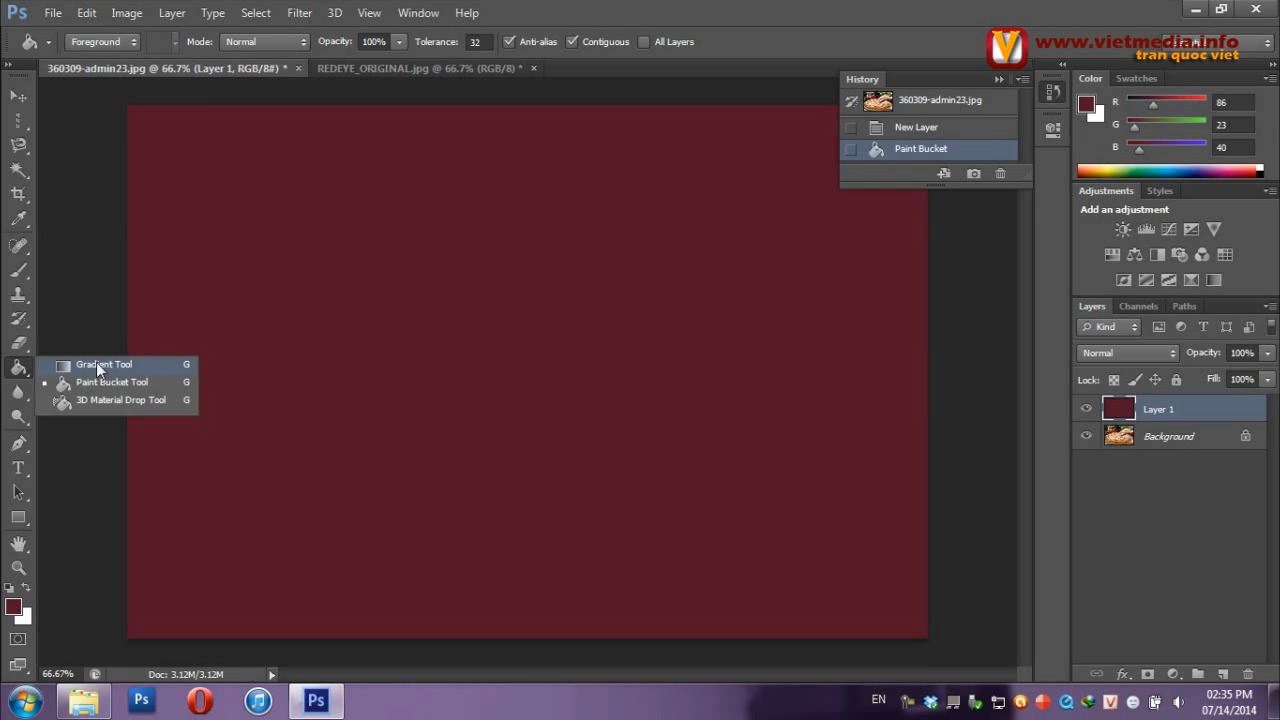 Ps File Edit Image Layer Type Select Filter 3D View Window Help
Foreground Mode: Normal Opacity: 100% Tolerance: 32 Anti-alias Contiguous All Layers
www.vietmedia.info
tran quoc viet
360309-admin23.jpg @ 66.7% (Layer 1, RGB/8#) * × REDEYE_ORIGINAL.jpg @ 66.7% (RGB/8) * ×
History
360309-admin23.jpg
New Layer
Paint Bucket
Color Swatches
R 86
G 23
B 40
Adjustments Styles
Add an adjustment
Layers Channels Paths
Kind
Normal Opacity: 100%
Lock: Fill: 100%
Layer 1
Background
Gradient Tool G
Paint Bucket Tool G
3D Material Drop Tool G
66.67% Doc: 3.12M/3.12M
Ps Ps EN 02:35 PM
07/14/2014